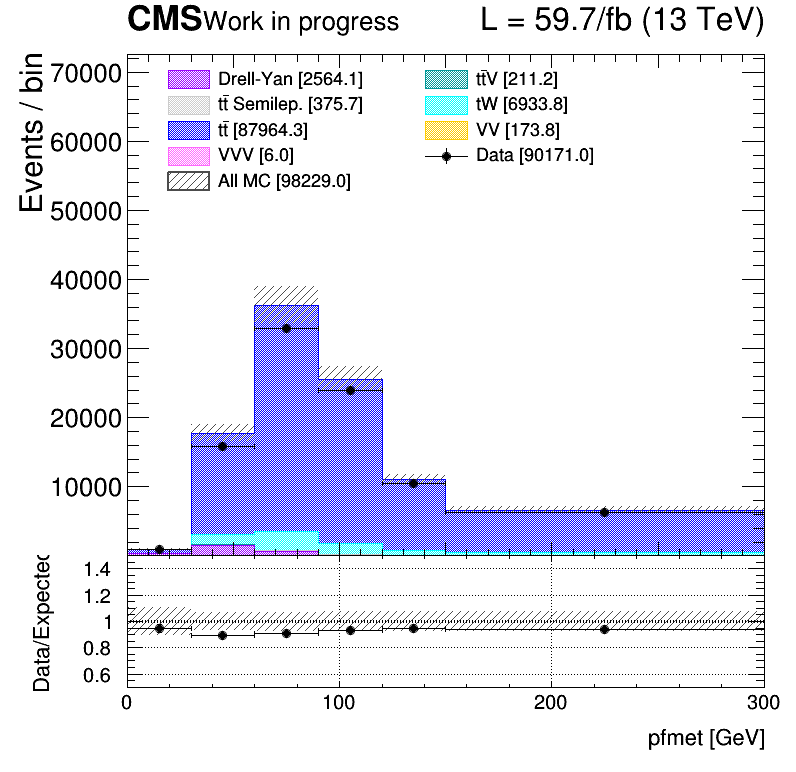 CMS Work in progress L = 59.7/fb (13 TeV)
Events / bin
70000
60000
50000
40000
30000
20000
10000
Drell-Yan [2564.1]
tt̄ Semilep. [375.7]
tt̄ [87964.3]
VVV [6.0]
All MC [98229.0]
tt̄V [211.2]
tW [6933.8]
VV [173.8]
Data [90171.0]
Data/Expected
1.4
1.2
1
0.8
0.6
0 100 200 300
pfmet [GeV]